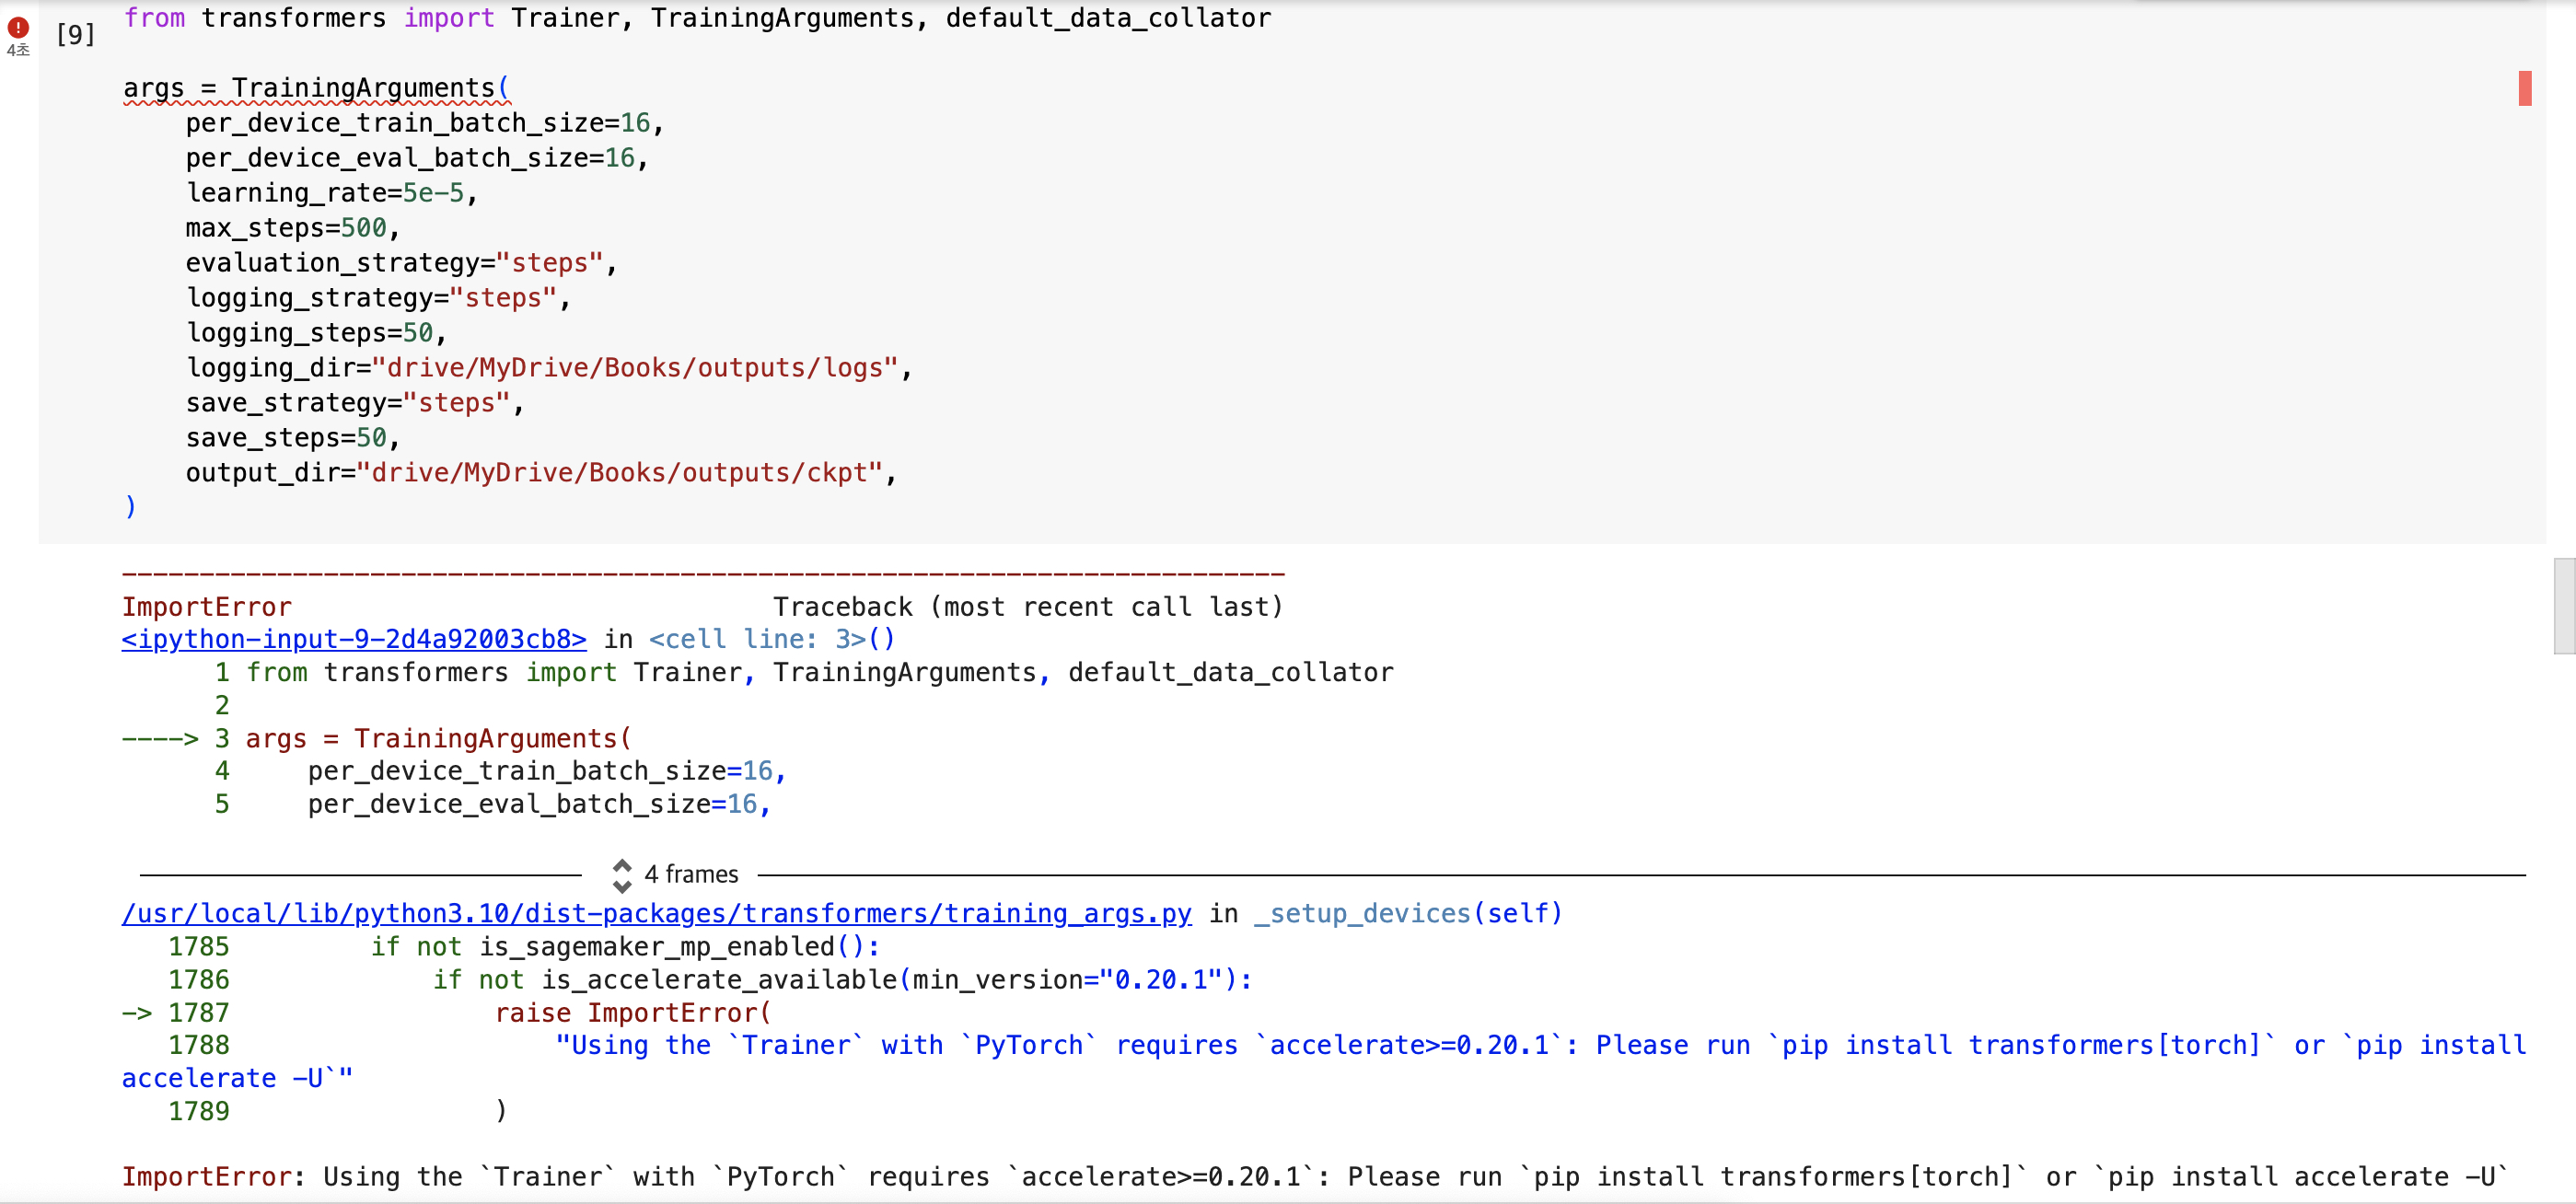 from transformers import Trainer, TrainingArguments, default_data_collator
4초
[9]
args = TrainingArguments(
    per_device_train_batch_size=16,
    per_device_eval_batch_size=16,
    learning_rate=5e-5,
    max_steps=500,
    evaluation_strategy="steps",
    logging_strategy="steps",
    logging_steps=50,
    logging_dir="drive/MyDrive/Books/outputs/logs",
    save_strategy="steps",
    save_steps=50,
    output_dir="drive/MyDrive/Books/outputs/ckpt",
)
---------------------------------------------------------------------------
ImportError                               Traceback (most recent call last)
<ipython-input-9-2d4a92003cb8> in <cell line: 3>()
      1 from transformers import Trainer, TrainingArguments, default_data_collator
      2
----> 3 args = TrainingArguments(
      4     per_device_train_batch_size=16,
      5     per_device_eval_batch_size=16,
4 frames
/usr/local/lib/python3.10/dist-packages/transformers/training_args.py in _setup_devices(self)
   1785         if not is_sagemaker_mp_enabled():
   1786             if not is_accelerate_available(min_version="0.20.1"):
-> 1787                 raise ImportError(
   1788                     "Using the `Trainer` with `PyTorch` requires `accelerate>=0.20.1`: Please run `pip install transformers[torch]` or `pip install
accelerate -U`"
   1789                 )
ImportError: Using the `Trainer` with `PyTorch` requires `accelerate>=0.20.1`: Please run `pip install transformers[torch]` or `pip install accelerate -U`